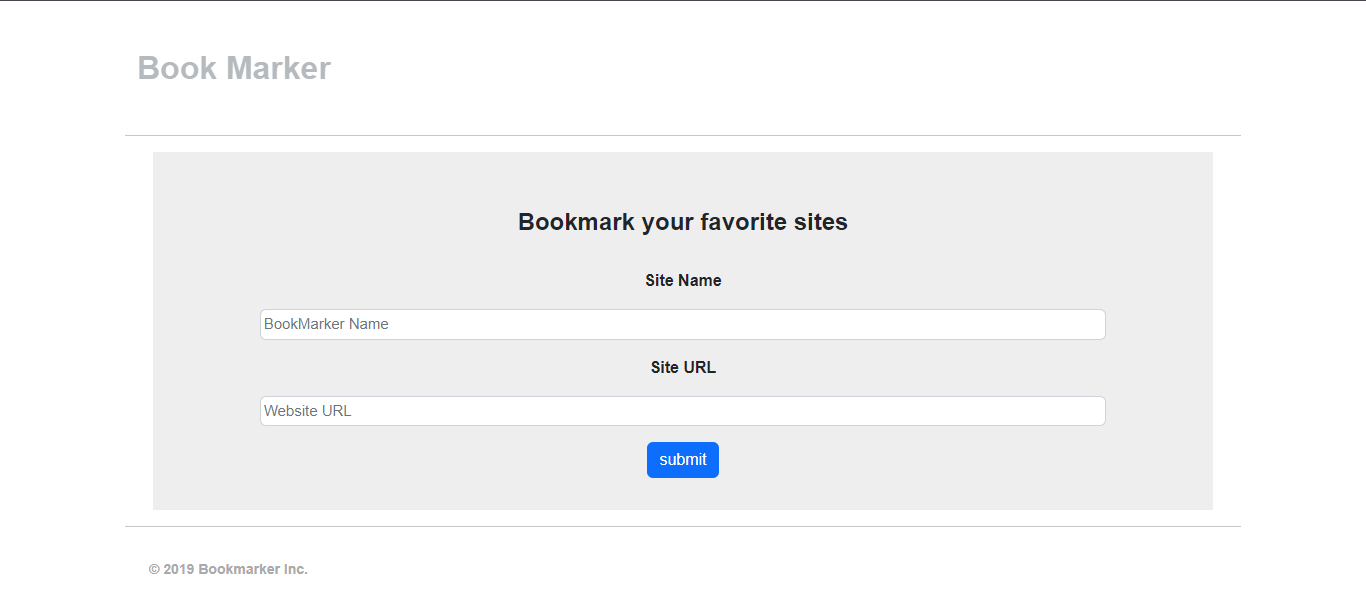 Book Marker
Bookmark your favorite sites
Site Name
BookMarker Name
Site URL
Website URL
submit
© 2019 Bookmarker Inc.